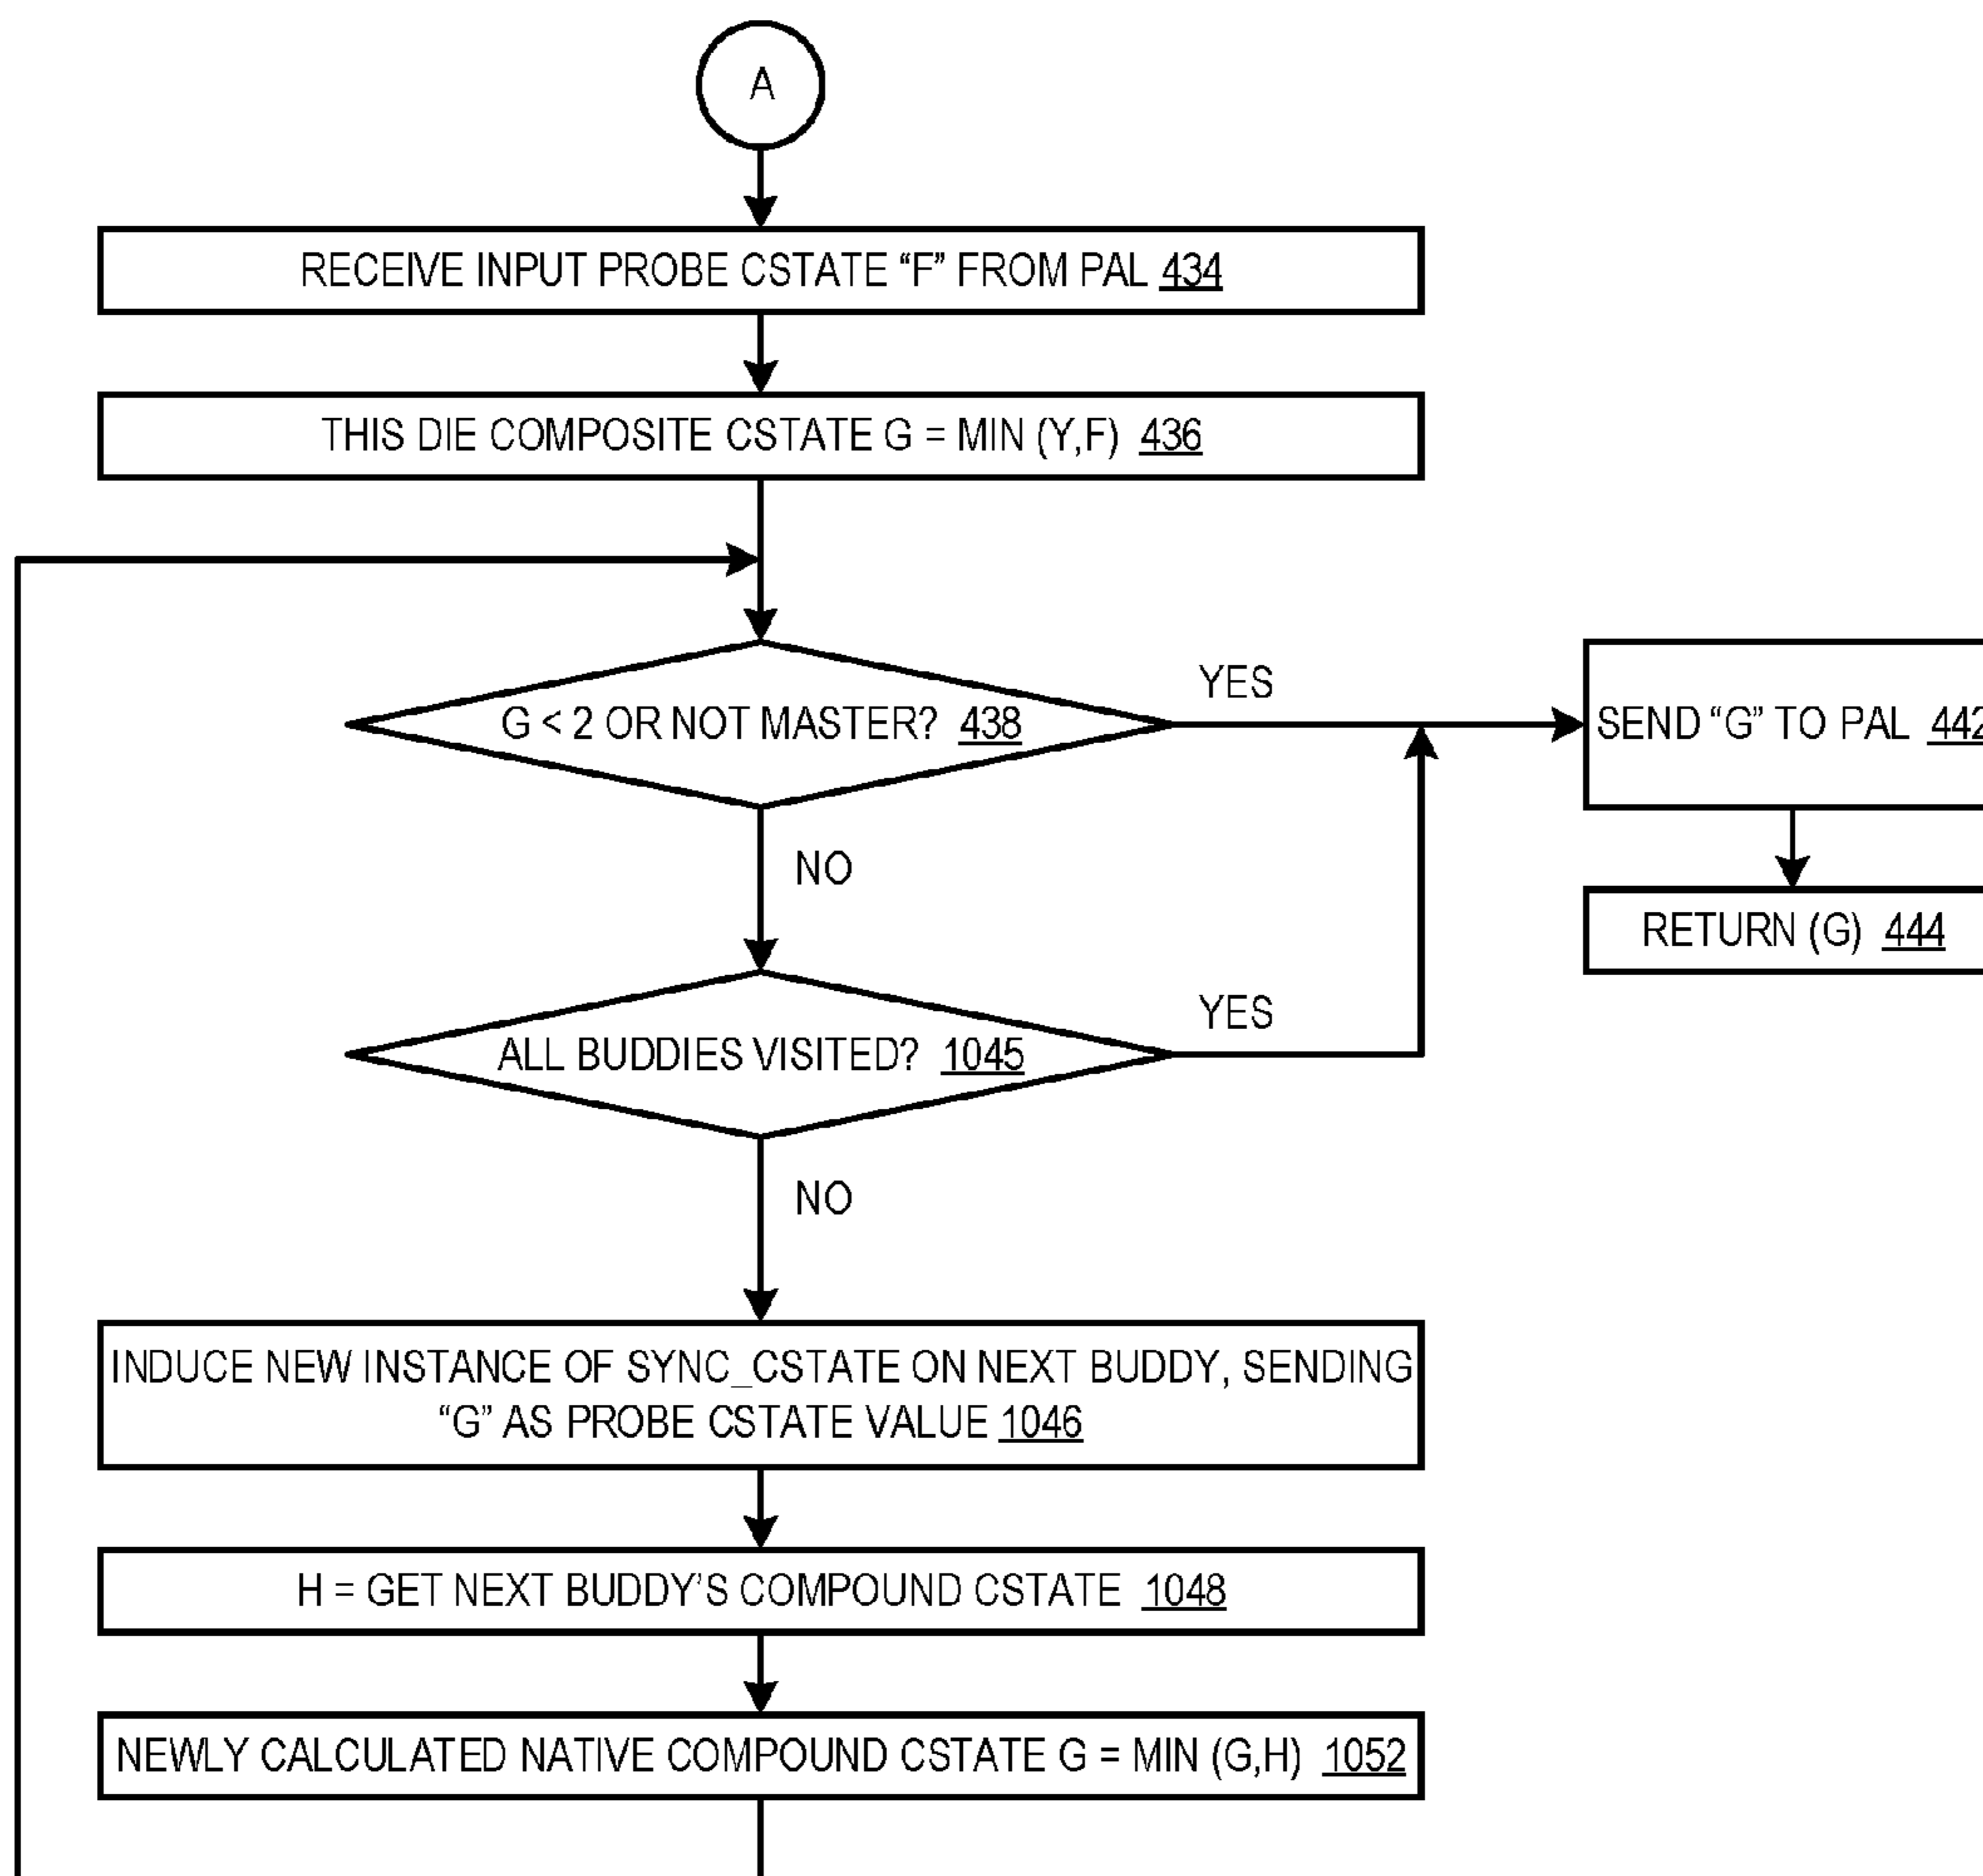 A
RECEIVE INPUT PROBE CSTATE “F” FROM PAL 434
THIS DIE COMPOSITE CSTATE G = MIN (Y,F) 436
G < 2 OR NOT MASTER? 438
YES
SEND “G” TO PAL 442
NO
RETURN (G) 444
ALL BUDDIES VISITED? 1045
YES
NO
INDUCE NEW INSTANCE OF SYNC_CSTATE ON NEXT BUDDY, SENDING
“G” AS PROBE CSTATE VALUE 1046
H = GET NEXT BUDDY’S COMPOUND CSTATE 1048
NEWLY CALCULATED NATIVE COMPOUND CSTATE G = MIN (G,H) 1052